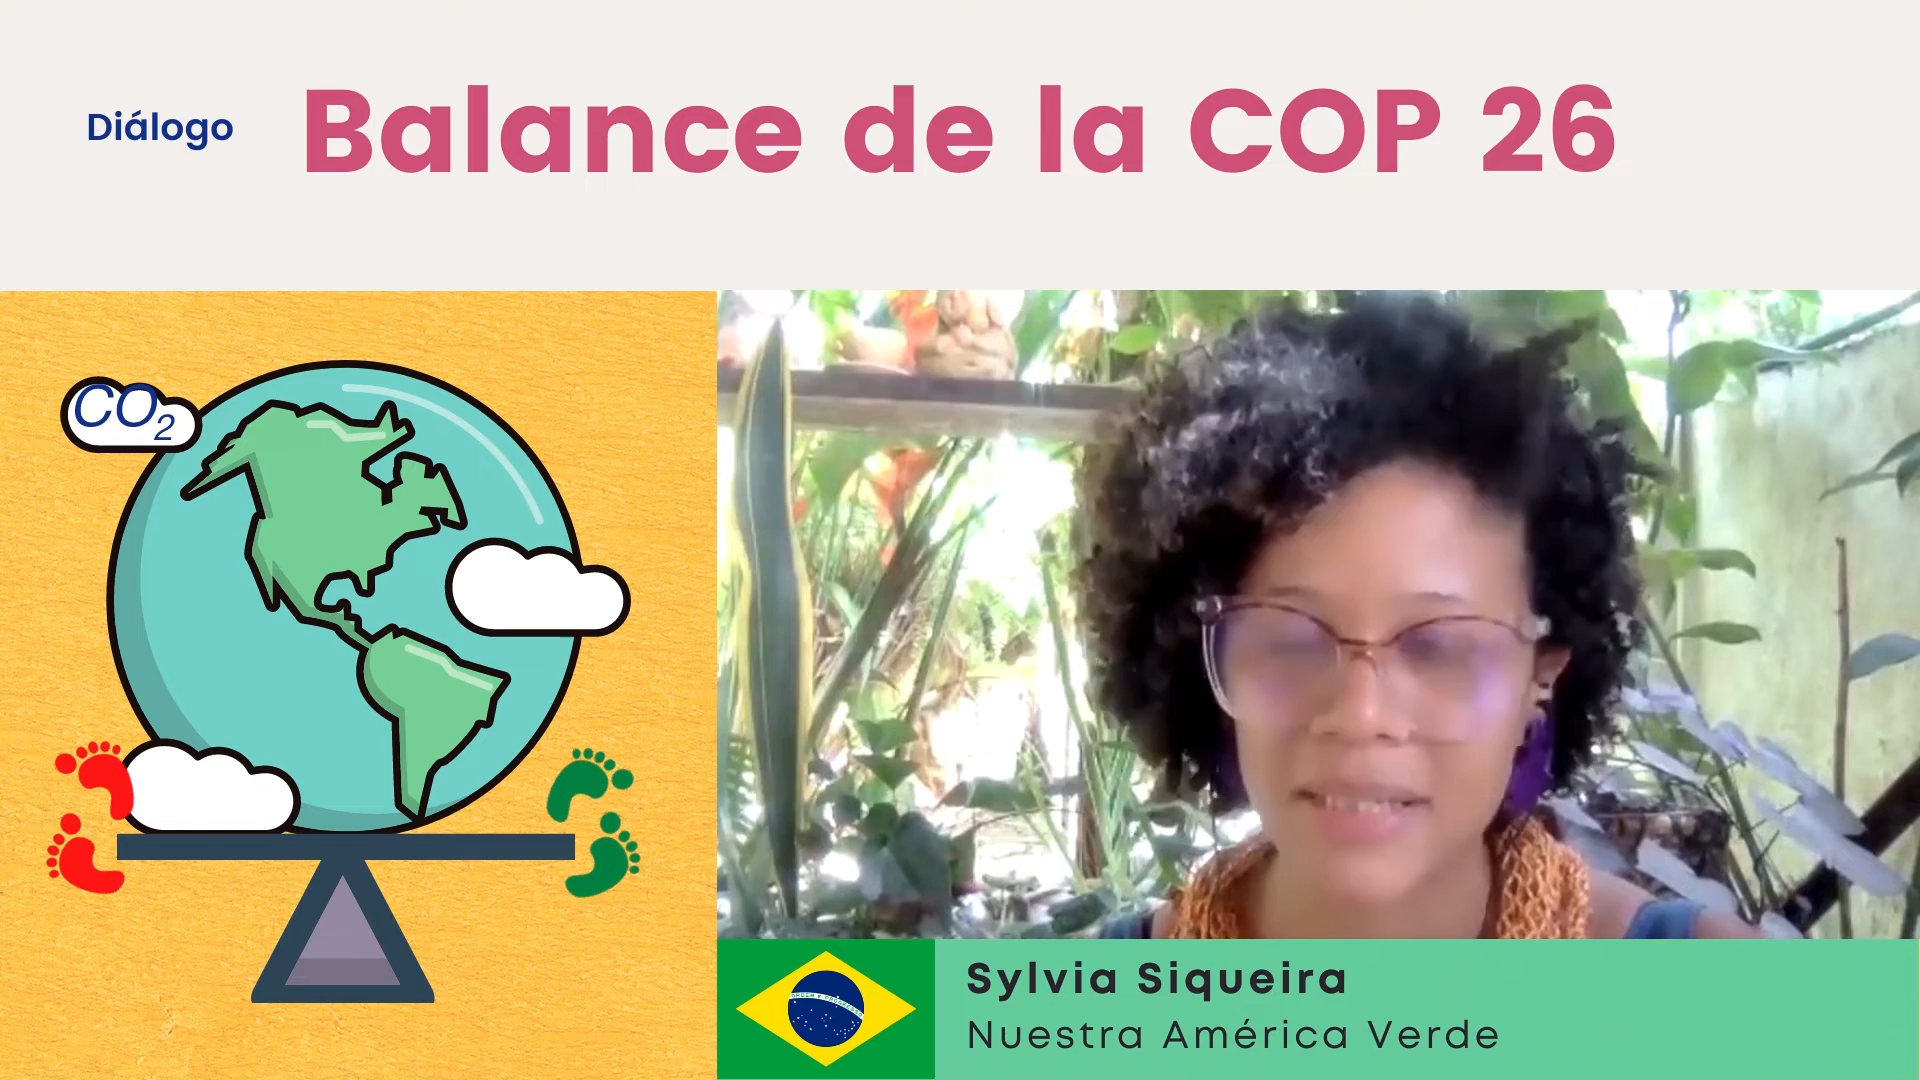 Diálogo
Balance de la COP 26
CO2
Sylvia Siqueira
Nuestra América Verde